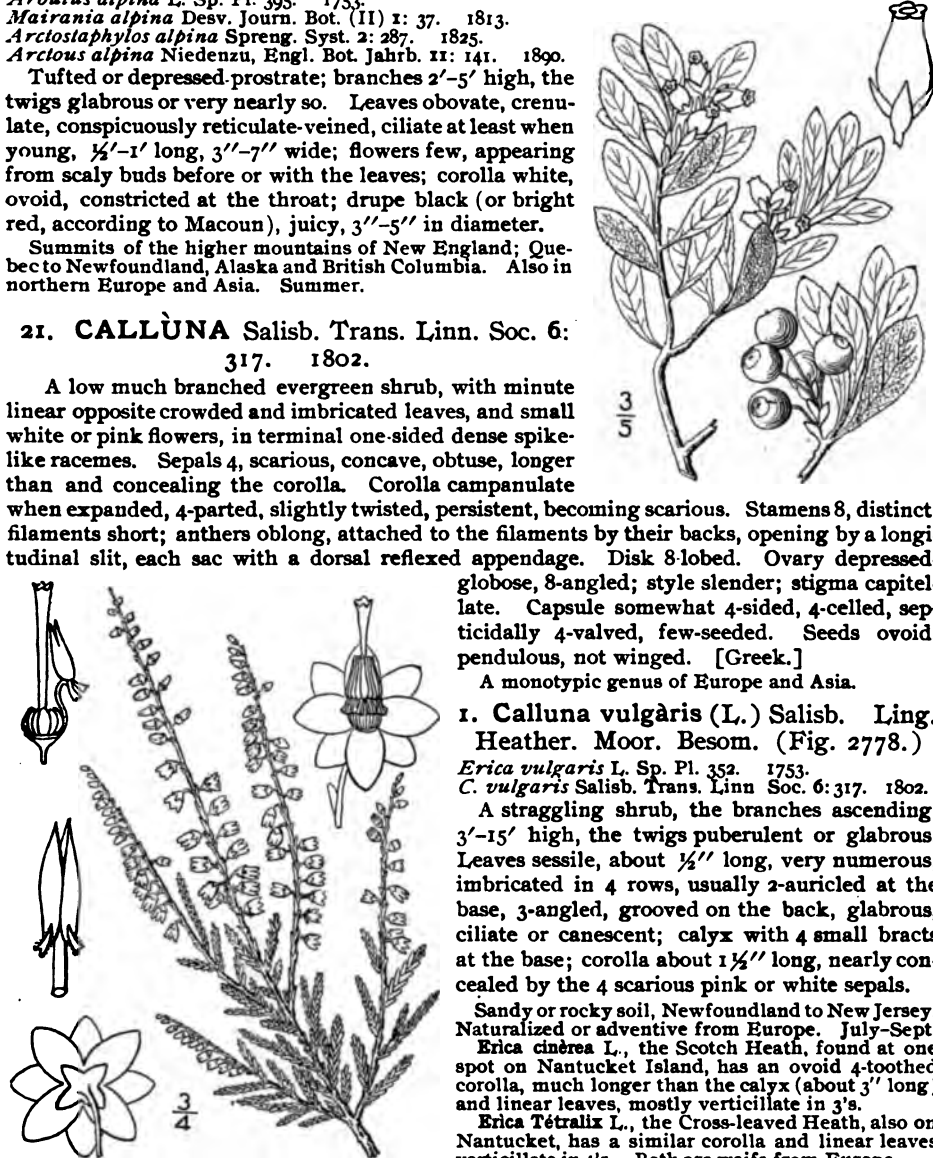 Mairania alpina Desv. Journ. Bot. (II) 1: 37. 1813.
Arctostaphylos alpina Spreng. Syst. 2: 287. 1825.
Arctous alpina Niedenzu, Engl. Bot. Jahrb. 11: 141. 1890.
Tufted or depressed-prostrate; branches 2′–5′ high, the
twigs glabrous or very nearly so. Leaves obovate, crenu-
late, conspicuously reticulate-veined, ciliate at least when
young, ½′–1′ long, 3″–7″ wide; flowers few, appearing
from scaly buds before or with the leaves; corolla white,
ovoid, constricted at the throat; drupe black (or bright
red, according to Macoun), juicy, 3″–5″ in diameter.
Summits of the higher mountains of New England; Que-
bec to Newfoundland, Alaska and British Columbia. Also in
northern Europe and Asia. Summer.
21. CALLÙNA Salisb. Trans. Linn. Soc. 6:
317. 1802.
A low much branched evergreen shrub, with minute
linear opposite crowded and imbricated leaves, and small
white or pink flowers, in terminal one-sided dense spike-
like racemes. Sepals 4, scarious, concave, obtuse, longer
than and concealing the corolla. Corolla campanulate
3
5
when expanded, 4-parted, slightly twisted, persistent, becoming scarious. Stamens 8, distinct
filaments short; anthers oblong, attached to the filaments by their backs, opening by a longi
tudinal slit, each sac with a dorsal reflexed appendage. Disk 8-lobed. Ovary depressed
globose, 8-angled; style slender; stigma capitel
late. Capsule somewhat 4-sided, 4-celled, sep
ticidally 4-valved, few-seeded. Seeds ovoid
pendulous, not winged. [Greek.]
A monotypic genus of Europe and Asia.
1. Calluna vulgàris (L.) Salisb. Ling.
Heather. Moor. Besom. (Fig. 2778.)
Erica vulgaris L. Sp. Pl. 352. 1753.
C. vulgaris Salisb. Trans. Linn Soc. 6: 317. 1802.
A straggling shrub, the branches ascending
3′–15′ high, the twigs puberulent or glabrous
Leaves sessile, about ½″ long, very numerous
imbricated in 4 rows, usually 2-auricled at the
base, 3-angled, grooved on the back, glabrous
ciliate or canescent; calyx with 4 small bracts
at the base; corolla about 1½″ long, nearly con-
cealed by the 4 scarious pink or white sepals.
Sandy or rocky soil, Newfoundland to New Jersey
Naturalized or adventive from Europe. July–Sept
Erica cinèrea L., the Scotch Heath, found at one
spot on Nantucket Island, has an ovoid 4-toothed
corolla, much longer than the calyx (about 3″ long)
and linear leaves, mostly verticillate in 3's.
Erica Tétralix L., the Cross-leaved Heath, also on
Nantucket, has a similar corolla and linear leaves
3
4